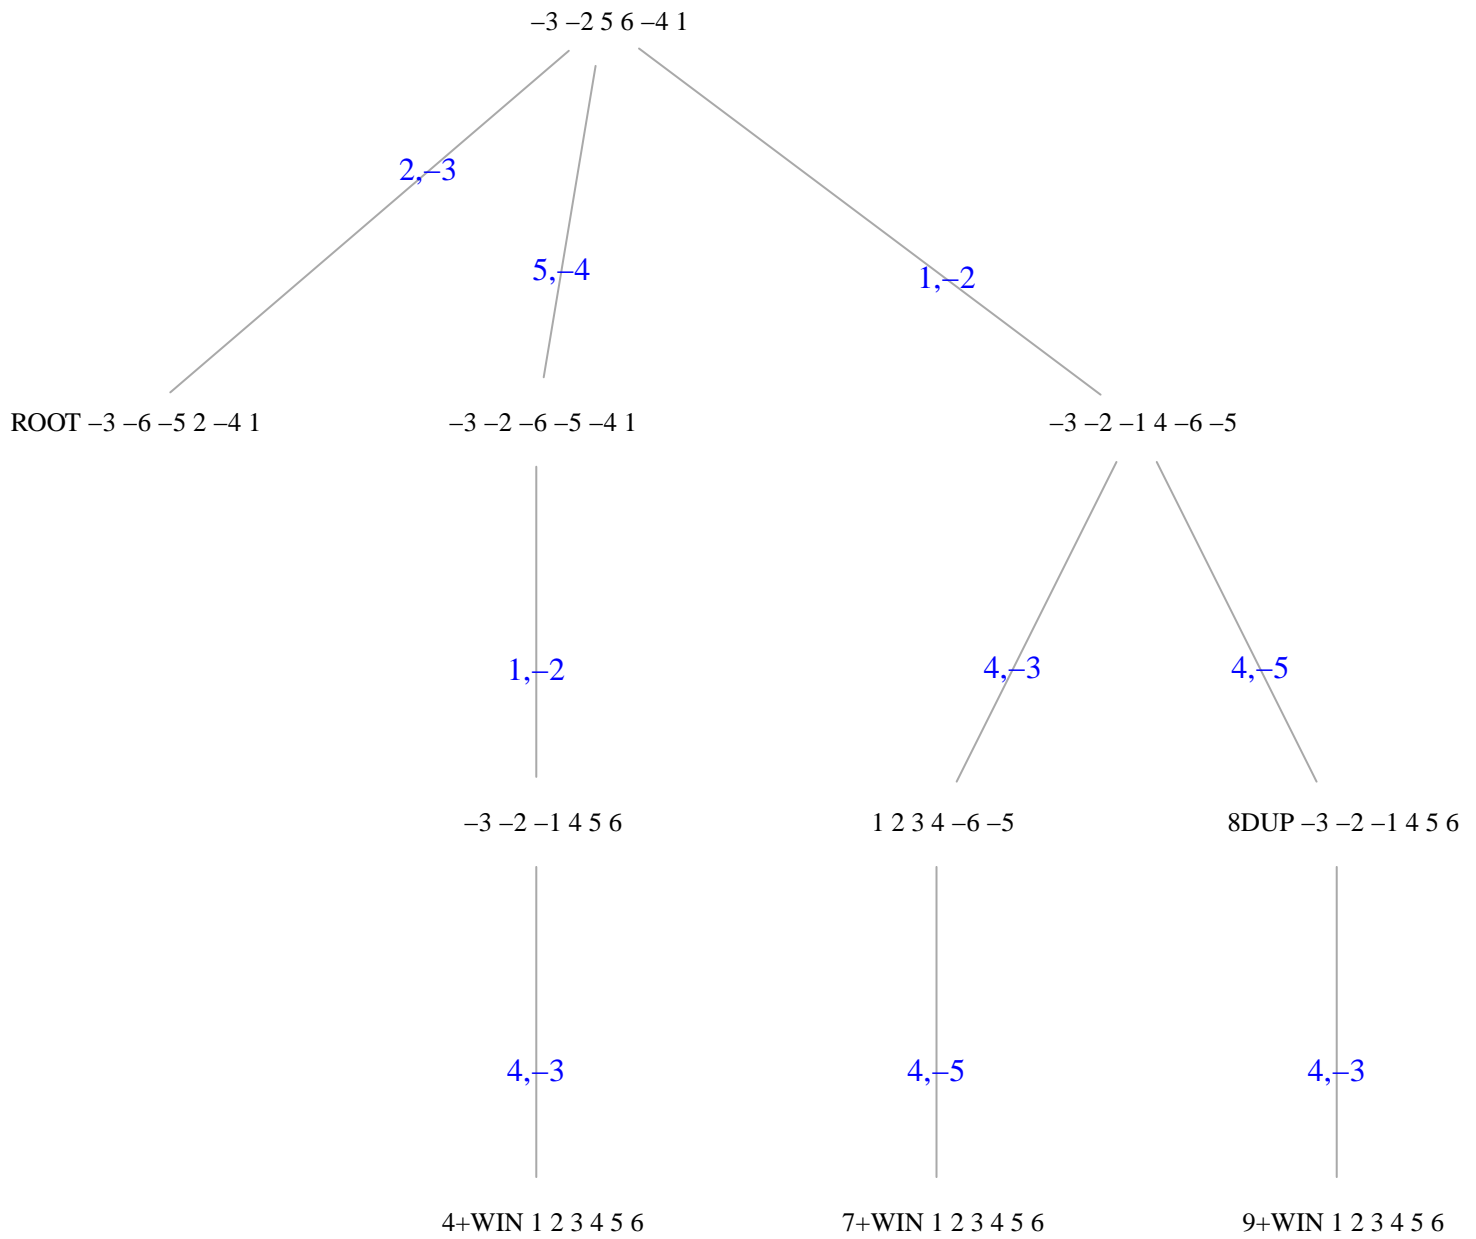 –3 –2 5 6 –4 1
2,–3
5,–4
1,–2
ROOT –3 –6 –5 2 –4 1
–3 –2 –6 –5 –4 1
–3 –2 –1 4 –6 –5
1,–2
4,–3
4,–5
–3 –2 –1 4 5 6
1 2 3 4 –6 –5
8DUP –3 –2 –1 4 5 6
4,–3
4,–5
4,–3
4+WIN 1 2 3 4 5 6
7+WIN 1 2 3 4 5 6
9+WIN 1 2 3 4 5 6